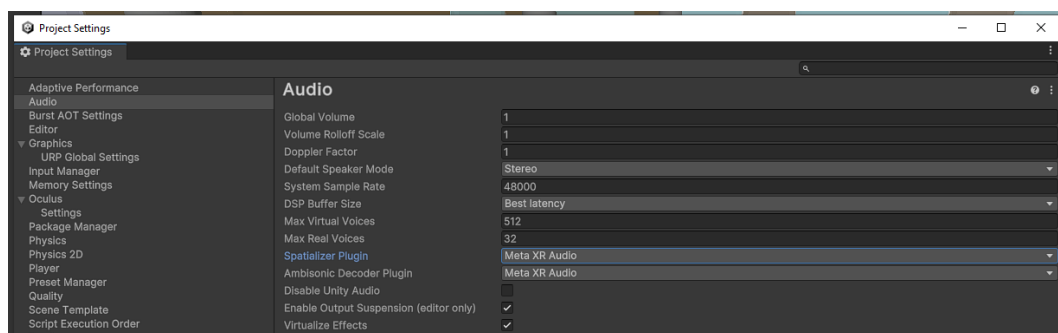 Project Settings
Project Settings
Adaptive Performance
Audio
Burst AOT Settings
Editor
Graphics
URP Global Settings
Input Manager
Memory Settings
Oculus
Settings
Package Manager
Physics
Physics 2D
Player
Preset Manager
Quality
Scene Template
Script Execution Order
Audio
Global Volume 1
Volume Rolloff Scale 1
Doppler Factor 1
Default Speaker Mode Stereo
System Sample Rate 48000
DSP Buffer Size Best latency
Max Virtual Voices 512
Max Real Voices 32
Spatializer Plugin Meta XR Audio
Ambisonic Decoder Plugin Meta XR Audio
Disable Unity Audio
Enable Output Suspension (editor only)
Virtualize Effects